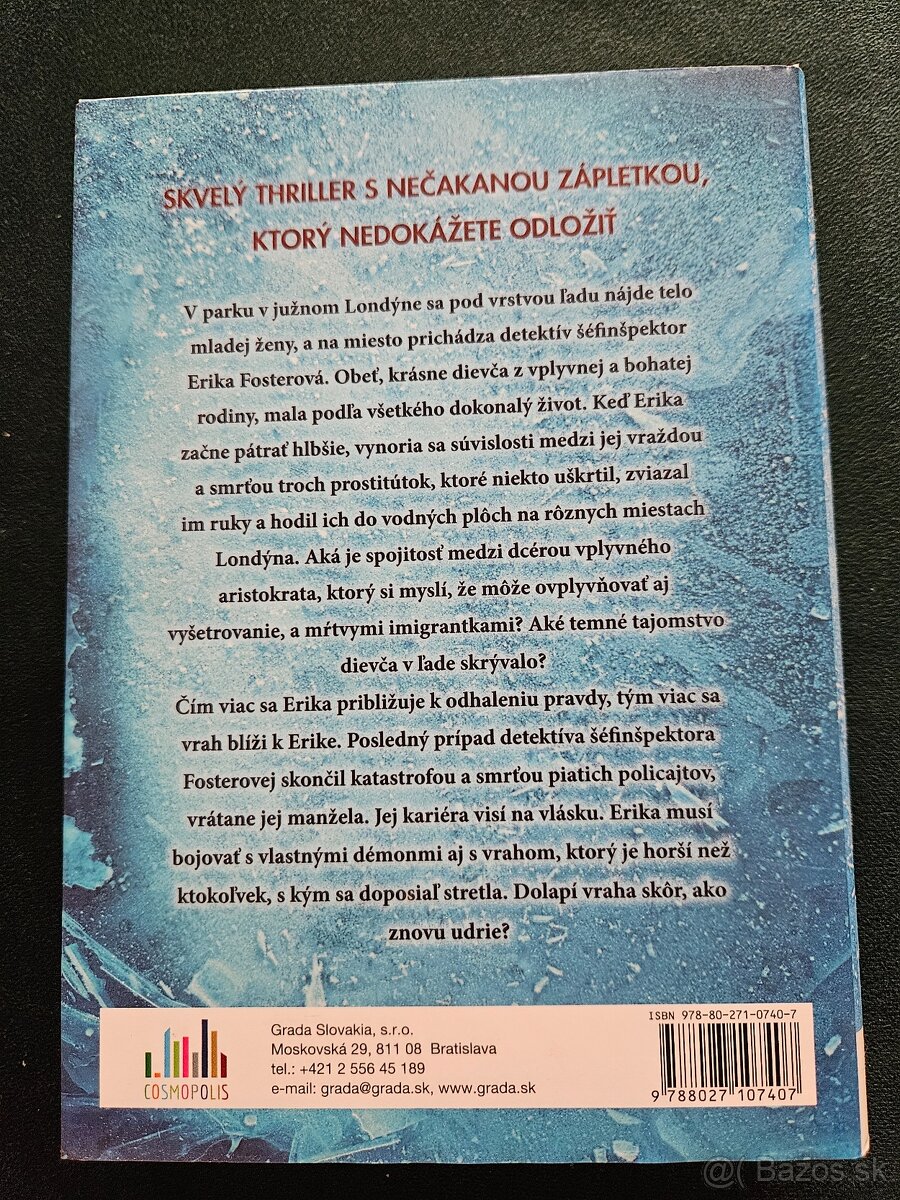 SKVELÝ THRILLER S NEČAKANOU ZÁPLETKOU,
KTORÝ NEDOKÁŽETE ODLOŽIŤ
V parku v južnom Londýne sa pod vrstvou ľadu nájde telo
mladej ženy, a na miesto prichádza detektív šéfinšpektor
Erika Fosterová. Obeť, krásne dievča z vplyvnej a bohatej
rodiny, mala podľa všetkého dokonalý život. Keď Erika
začne pátrať hlbšie, vynoria sa súvislosti medzi jej vraždou
a smrťou troch prostitútok, ktoré niekto uškrtil, zviazal
im ruky a hodil ich do vodných plôch na rôznych miestach
Londýna. Aká je spojitosť medzi dcérou vplyvného
aristokrata, ktorý si myslí, že môže ovplyvňovať aj
vyšetrovanie, a mŕtvymi imigrantkami? Aké temné tajomstvo
dievča v ľade skrývalo?
Čím viac sa Erika približuje k odhaleniu pravdy, tým viac sa
vrah blíži k Erike. Posledný prípad detektíva šéfinšpektora
Fosterovej skončil katastrofou a smrťou piatich policajtov,
vrátane jej manžela. Jej kariéra visí na vlásku. Erika musí
bojovať s vlastnými démonmi aj s vrahom, ktorý je horší než
ktokoľvek, s kým sa doposiaľ stretla. Dolapí vraha skôr, ako
znovu udrie?
COSMOPOLIS
Grada Slovakia, s.r.o.
Moskovská 29, 811 08 Bratislava
tel.: +421 2 556 45 189
e-mail: grada@grada.sk, www.grada.sk
ISBN 978-80-271-0740-7
9 788027 107407
@( Bazos.sk